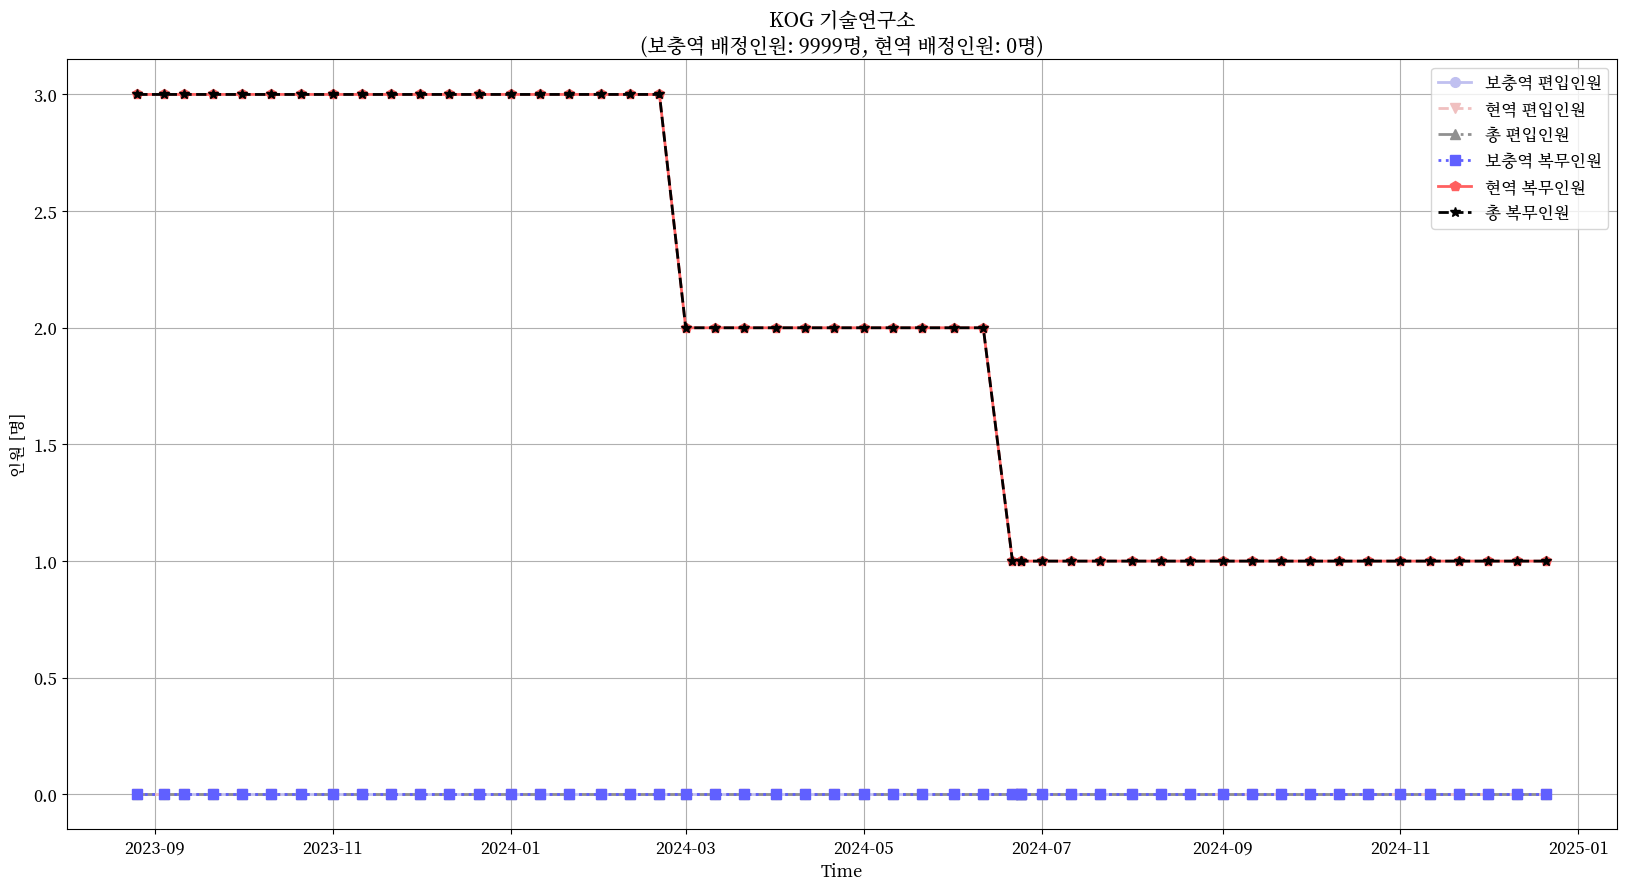 KOG 기술연구소
(보충역 배정인원: 9999명, 현역 배정인원: 0명)
보충역 편입인원
현역 편입인원
총 편입인원
보충역 복무인원
현역 복무인원
총 복무인원
인원 [명]
3.0
2.5
2.0
1.5
1.0
0.5
0.0
2023-09
2023-11
2024-01
2024-03
2024-05
2024-07
2024-09
2024-11
2025-01
Time